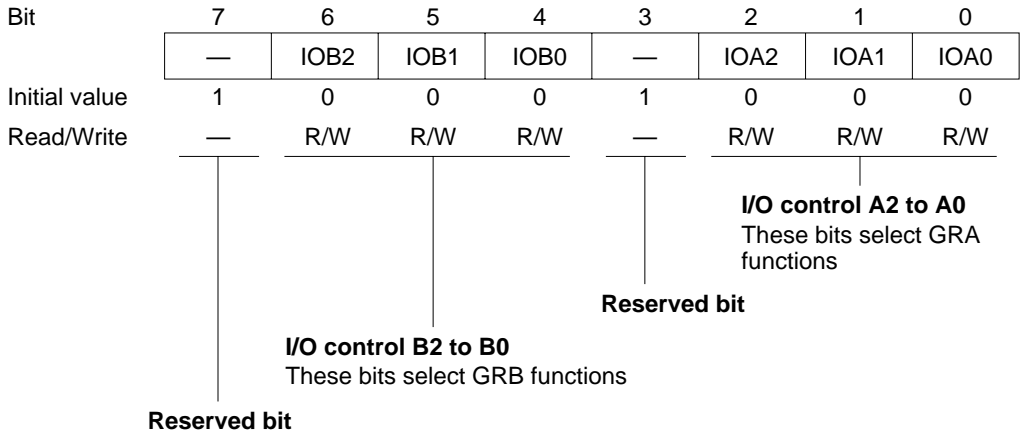 Bit 7 6 5 4 3 2 1 0
— IOB2 IOB1 IOB0 — IOA2 IOA1 IOA0
Initial value 1 0 0 0 1 0 0 0
Read/Write — R/W R/W R/W — R/W R/W R/W
I/O control A2 to A0
These bits select GRA
functions
Reserved bit
I/O control B2 to B0
These bits select GRB functions
Reserved bit